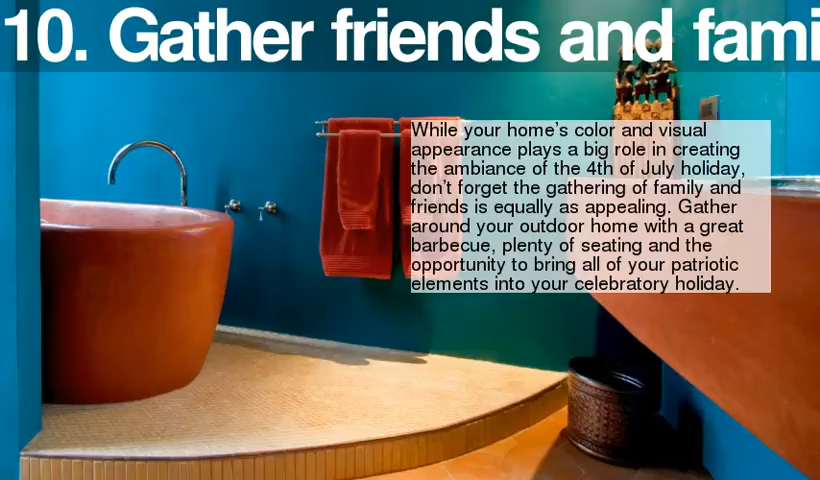 10. Gather friends and fami
While your home's color and visual
appearance plays a big role in creating
the ambiance of the 4th of July holiday,
don't forget the gathering of family and
friends is equally as appealing. Gather
around your outdoor home with a great
barbecue, plenty of seating and the
opportunity to bring all of your patriotic
elements into your celebratory holiday.